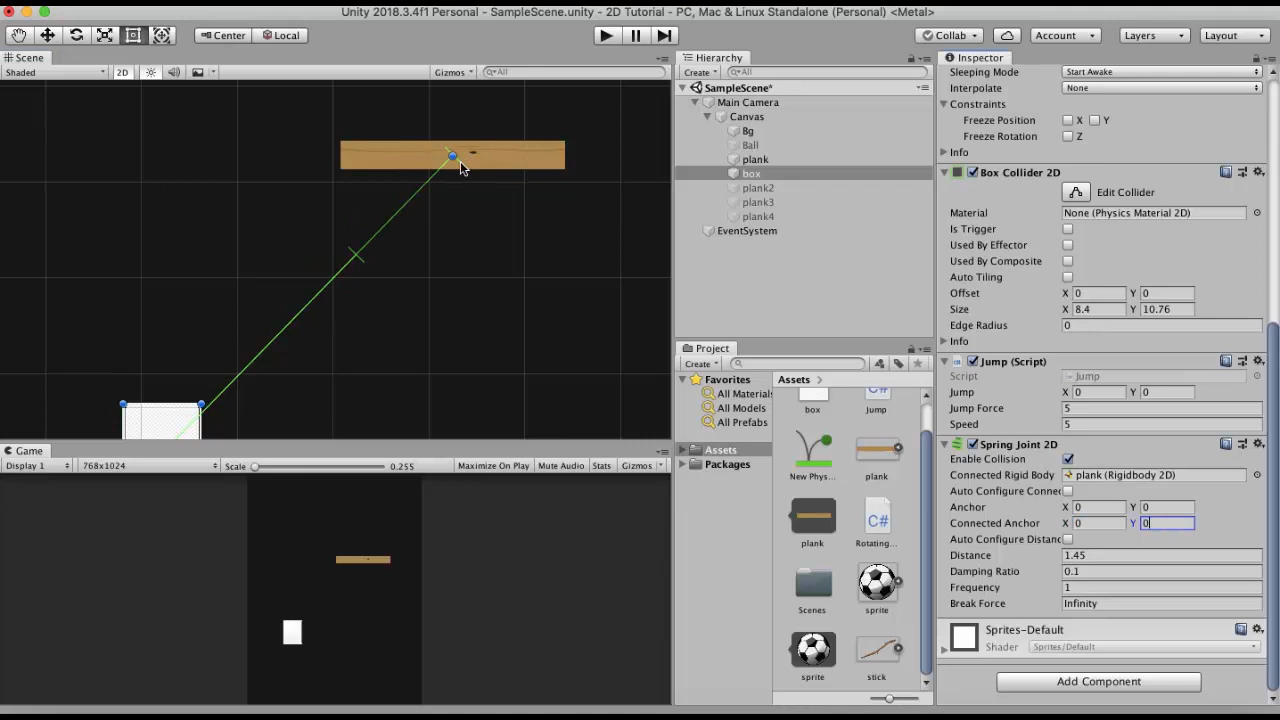 Unity 2018.3.4f1 Personal - SampleScene.unity - 2D Tutorial - PC, Mac & Linux Standalone (Personal) <Metal>
Center Local Collab Account Layers Layout
Scene
Shaded 2D Gizmos All
Hierarchy
Create All
SampleScene*
Main Camera
Canvas
Bg
Ball
plank
box
plank2
plank3
plank4
EventSystem
Project
Create
Favorites
All Materials
All Models
All Prefabs
Assets
Packages
Assets
box Jump
New Phys... plank
plank Rotating...
Scenes sprite
sprite stick
Game
Display 1 768x1024 Scale 0.255 Maximize On Play Mute Audio Stats Gizmos
Inspector
Sleeping Mode Start Awake
Interpolate None
Constraints
Freeze Position X Y
Freeze Rotation Z
Info
Box Collider 2D
Edit Collider
Material None (Physics Material 2D)
Is Trigger
Used By Effector
Used By Composite
Auto Tiling
Offset X 0 Y 0
Size X 8.4 Y 10.76
Edge Radius 0
Info
Jump (Script)
Script Jump
Jump X 0 Y 0
Jump Force 5
Speed 5
Spring Joint 2D
Enable Collision
Connected Rigid Body plank (Rigidbody 2D)
Auto Configure Connec
Anchor X 0 Y 0
Connected Anchor X 0 Y 0
Auto Configure Distanc
Distance 1.45
Damping Ratio 0.1
Frequency 1
Break Force Infinity
Sprites-Default
Shader Sprites/Default
Add Component